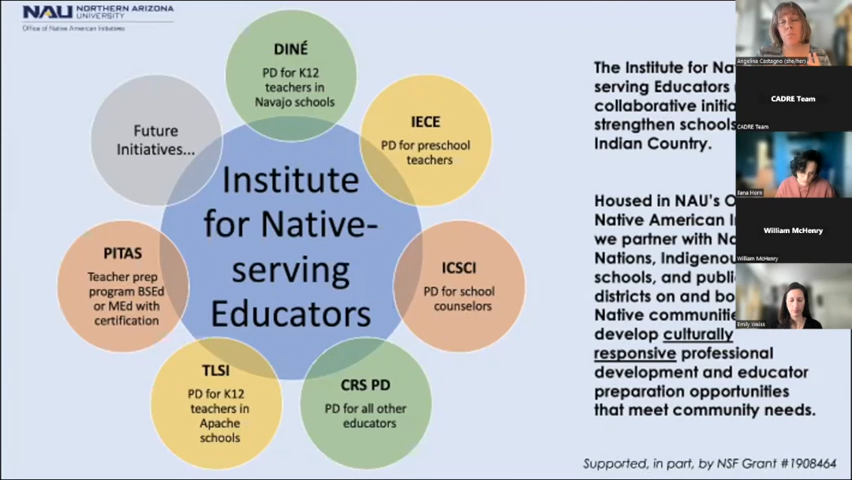 NAU NORTHERN ARIZONA
UNIVERSITY
Office of Native American Initiatives
DINÉ
PD for K12
teachers in
Navajo schools
IECE
PD for preschool
teachers
ICSCI
PD for school
counselors
CRS PD
PD for all other
educators
TLSI
PD for K12
teachers in
Apache
schools
PITAS
Teacher prep
program BSEd
or MEd with
certification
Future
Initiatives...
Institute
for Native-
serving
Educators
The Institute for Na
serving Educators
collaborative initia
strengthen schools
Indian Country.
Housed in NAU's O
Native American In
we partner with Na
Nations, Indigenou
schools, and publi
districts on and bo
Native communitie
develop culturally
responsive professional
development and educator
preparation opportunities
that meet community needs.
Supported, in part, by NSF Grant #1908464
Angelina Castagno (she/her)
CADRE Team
CADRE Team
Ilana Horn
William McHenry
William McHenry
Emily Weiss